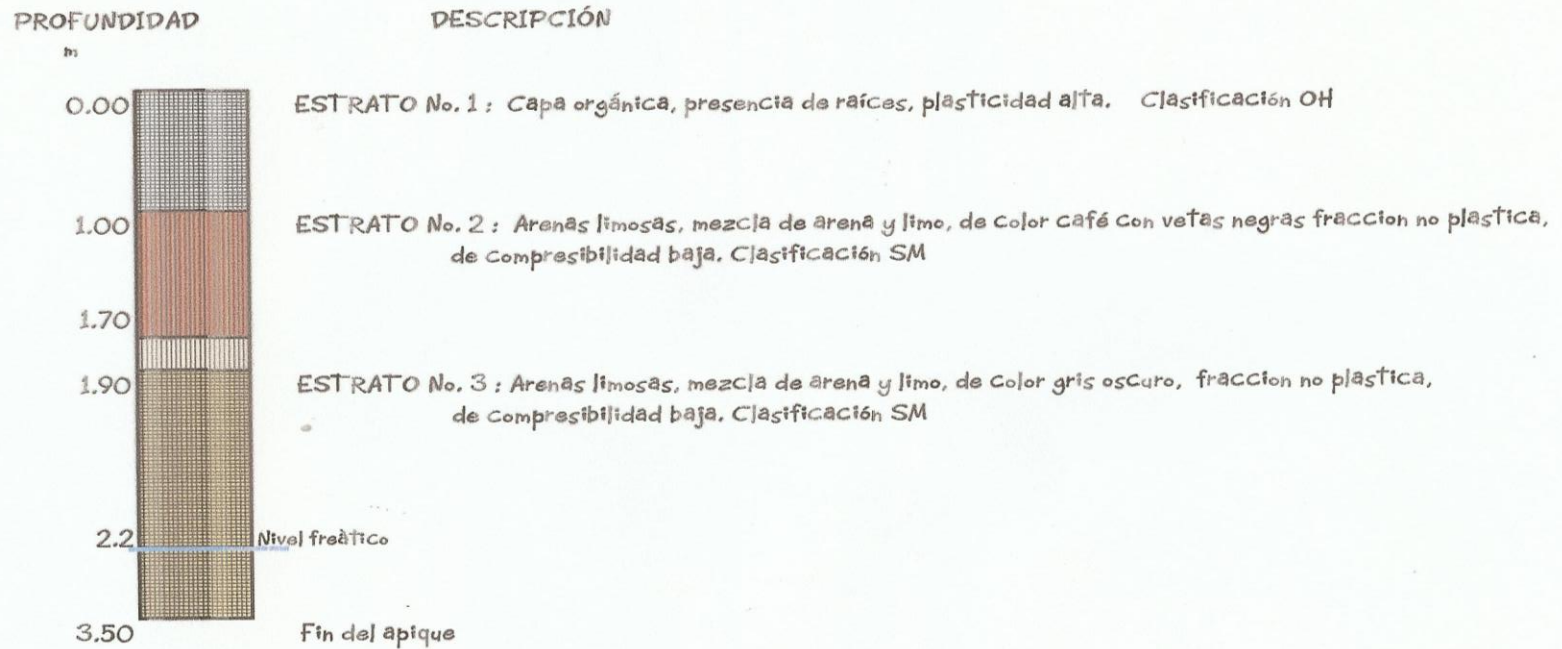 PROFUNDIDAD DESCRIPCIÓN
m
0.00 ESTRATO No. 1 : Capa orgánica, presencia de raíces, plasticidad alta. Clasificación OH
1.00 ESTRATO No. 2 : Arenas limosas, mezcla de arena y limo, de color café con vetas negras fraccion no plastica,
de compresibilidad baja. Clasificación SM
1.70
1.90 ESTRATO No. 3 : Arenas limosas, mezcla de arena y limo, de color gris oscuro, fraccion no plastica,
de compresibilidad baja. Clasificación SM
2.2 Nivel freàtico
3.50 Fin del apique